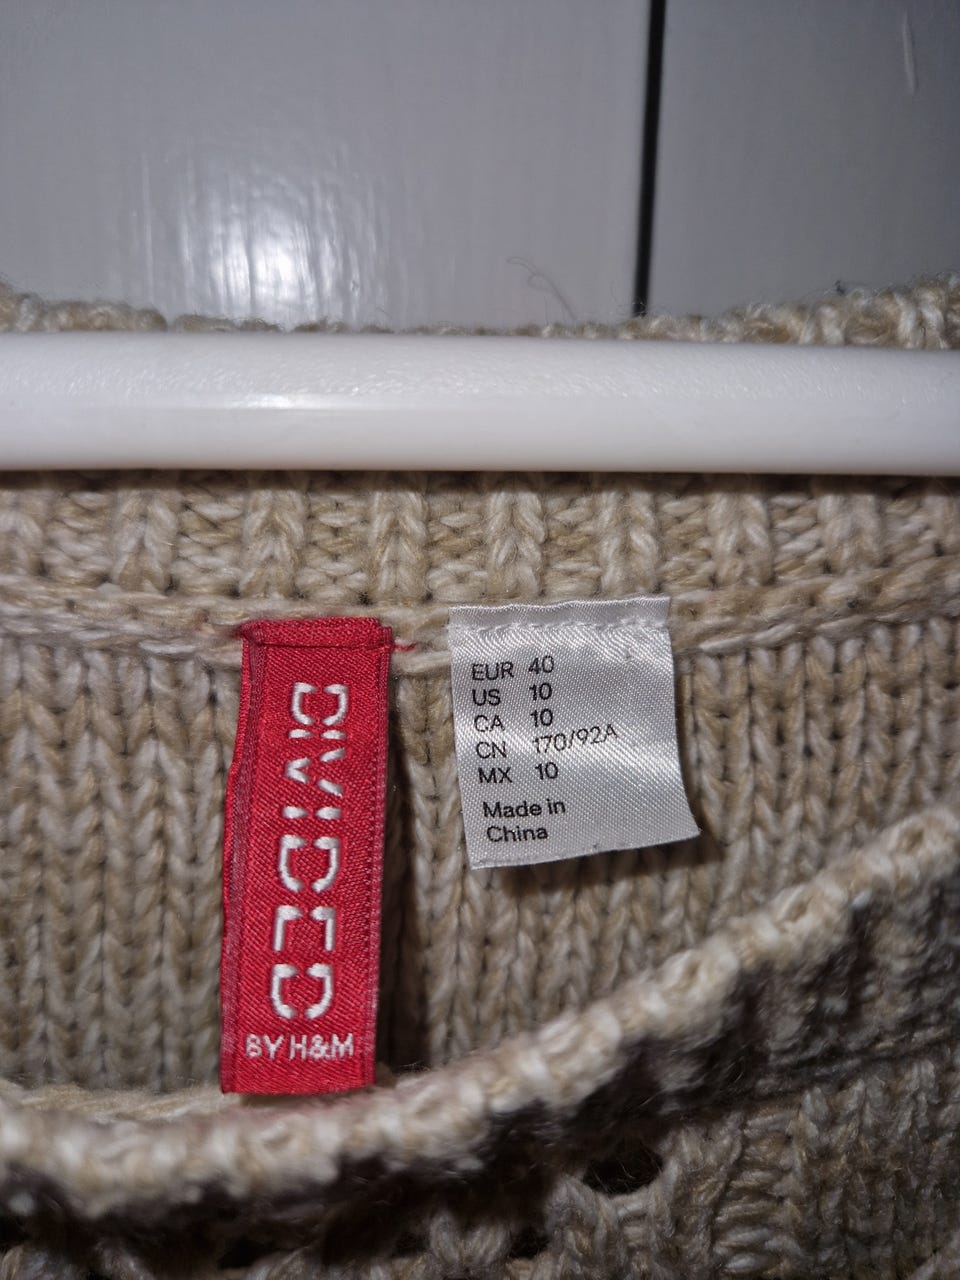 DIVIDED
BY H&M
EUR 40
US 10
CA 10
CN 170/92A
MX 10
Made in
China